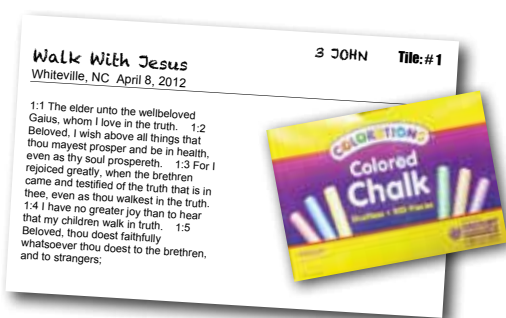 Walk With Jesus
3 JOHN
Tile:#1
Whiteville, NC April 8, 2012
1:1 The elder unto the wellbeloved
Gaius, whom I love in the truth. 1:2
Beloved, I wish above all things that
thou mayest prosper and be in health,
even as thy soul prospereth. 1:3 For I
rejoiced greatly, when the brethren
came and testified of the truth that is in
thee, even as thou walkest in the truth.
1:4 I have no greater joy than to hear
that my children walk in truth. 1:5
Beloved, thou doest faithfully
whatsoever thou doest to the brethren,
and to strangers;
COLORATIONS
Colored
Chalk